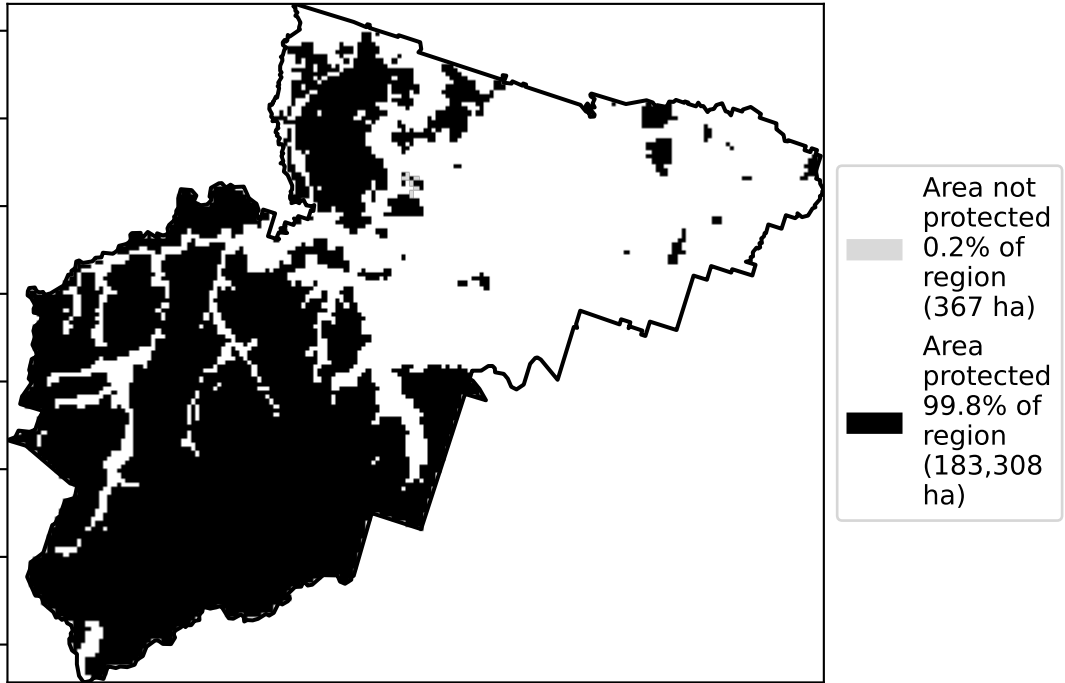 Area not
protected
0.2% of
region
(367 ha)
Area
protected
99.8% of
region
(183,308
ha)